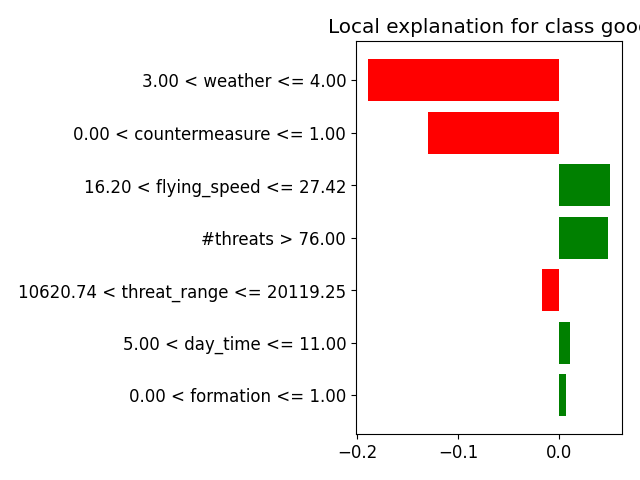 Local explanation for class goo
3.00 < weather <= 4.00
0.00 < countermeasure <= 1.00
16.20 < flying_speed <= 27.42
#threats > 76.00
10620.74 < threat_range <= 20119.25
5.00 < day_time <= 11.00
0.00 < formation <= 1.00
−0.2 −0.1 0.0